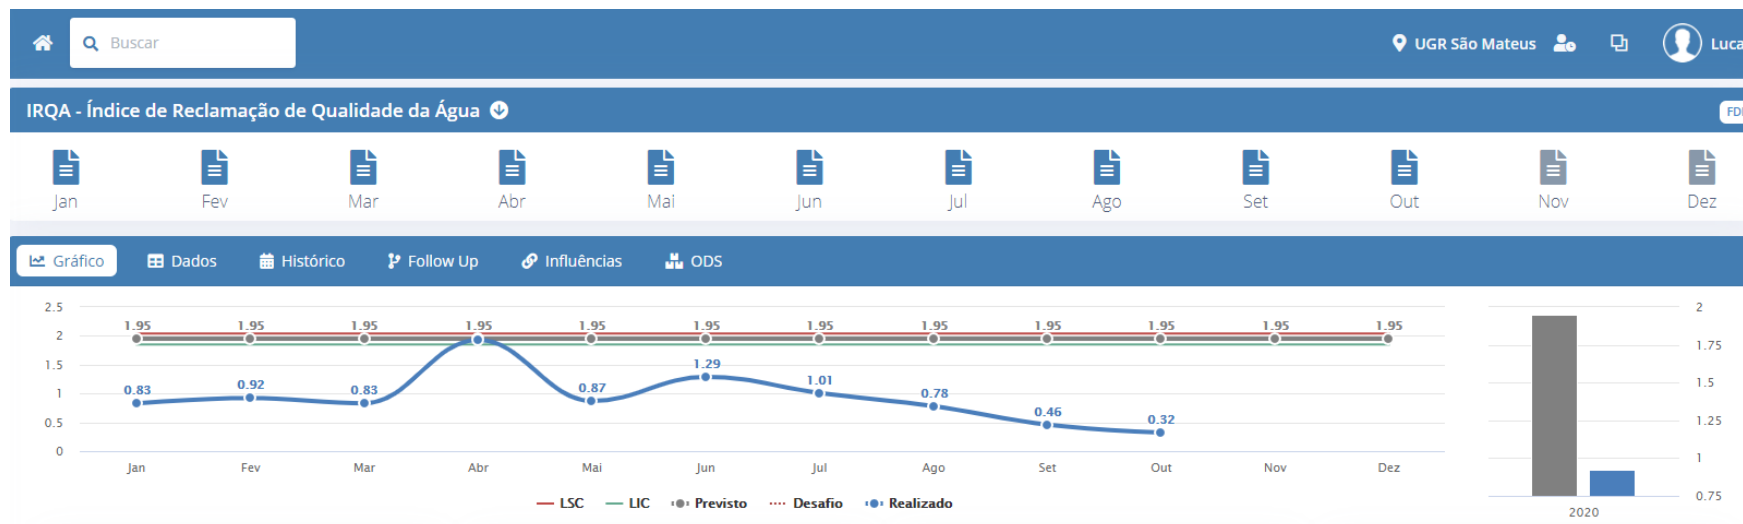 Buscar
UGR São Mateus
Luca
IRQA - Índice de Reclamação de Qualidade da Água
FD
Jan Fev Mar Abr Mai Jun Jul Ago Set Out Nov Dez
Gráfico Dados Histórico Follow Up Influências ODS
2.5
2
1.5
1
0.5
0
1.95 1.95 1.95 1.95 1.95 1.95 1.95 1.95 1.95 1.95 1.95 1.95
0.83 0.92 0.83 0.87 1.29 1.01 0.78 0.46 0.32
Jan Fev Mar Abr Mai Jun Jul Ago Set Out Nov Dez
LSC LIC Previsto Desafio Realizado
2
1.75
1.5
1.25
1
0.75
2020